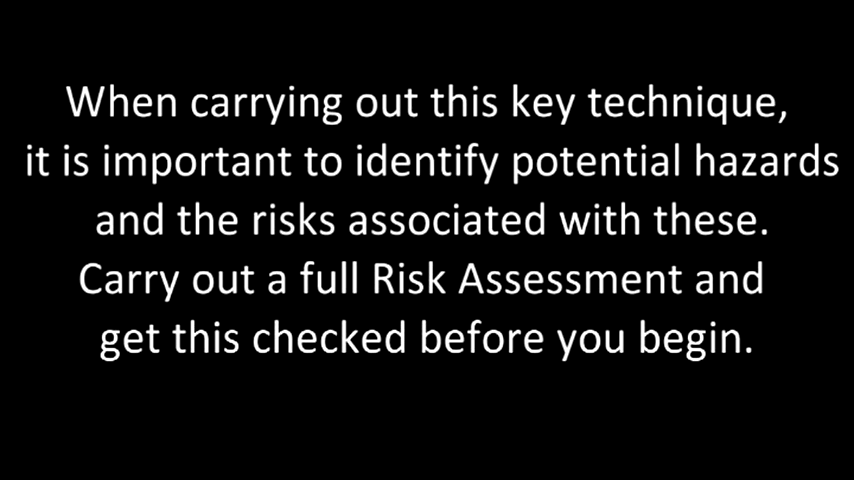 When carrying out this key technique,
it is important to identify potential hazards
and the risks associated with these.
Carry out a full Risk Assessment and
get this checked before you begin.